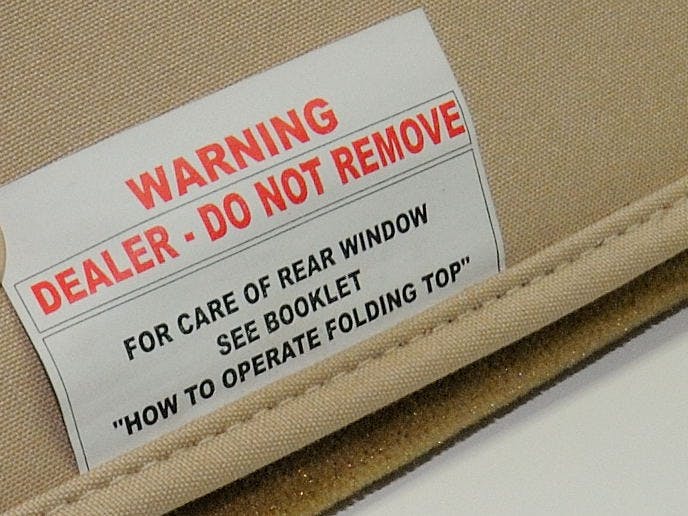 WARNING
DEALER - DO NOT REMOVE
FOR CARE OF REAR WINDOW
SEE BOOKLET
"HOW TO OPERATE FOLDING TOP"